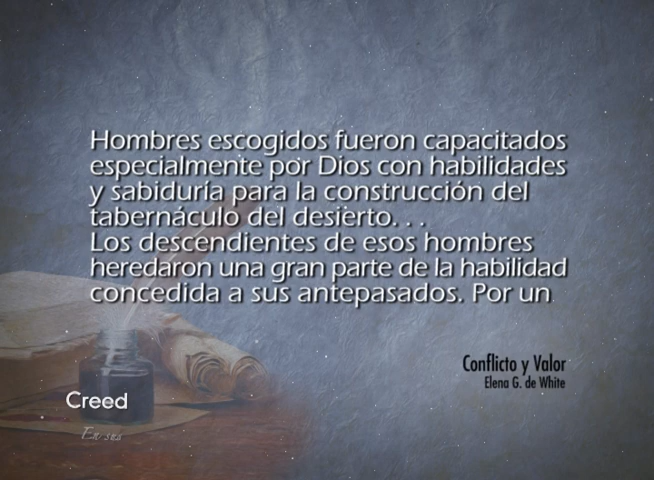 Hombres escogidos fueron capacitados
especialmente por Dios con habilidades
y sabiduría para la construcción del
tabernáculo del desierto. . .
Los descendientes de esos hombres
heredaron una gran parte de la habilidad
concedida a sus antepasados. Por un
Conflicto y Valor
Elena G. de White
Creed
En sus